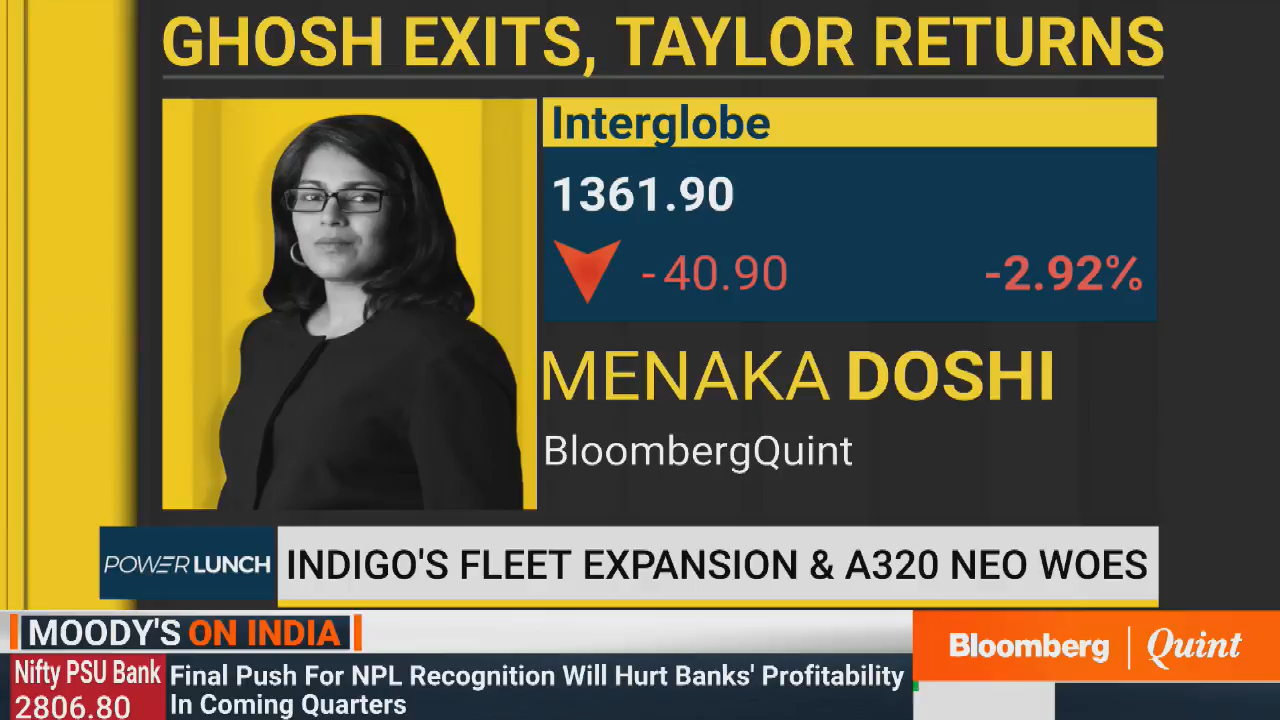 GHOSH EXITS, TAYLOR RETURNS
Interglobe
1361.90
-40.90 -2.92%
MENAKA DOSHI
BloombergQuint
POWER LUNCH INDIGO'S FLEET EXPANSION & A320 NEO WOES
MOODY'S ON INDIA
Bloomberg | Quint
Nifty PSU Bank
2806.80
Final Push For NPL Recognition Will Hurt Banks' Profitability
In Coming Quarters